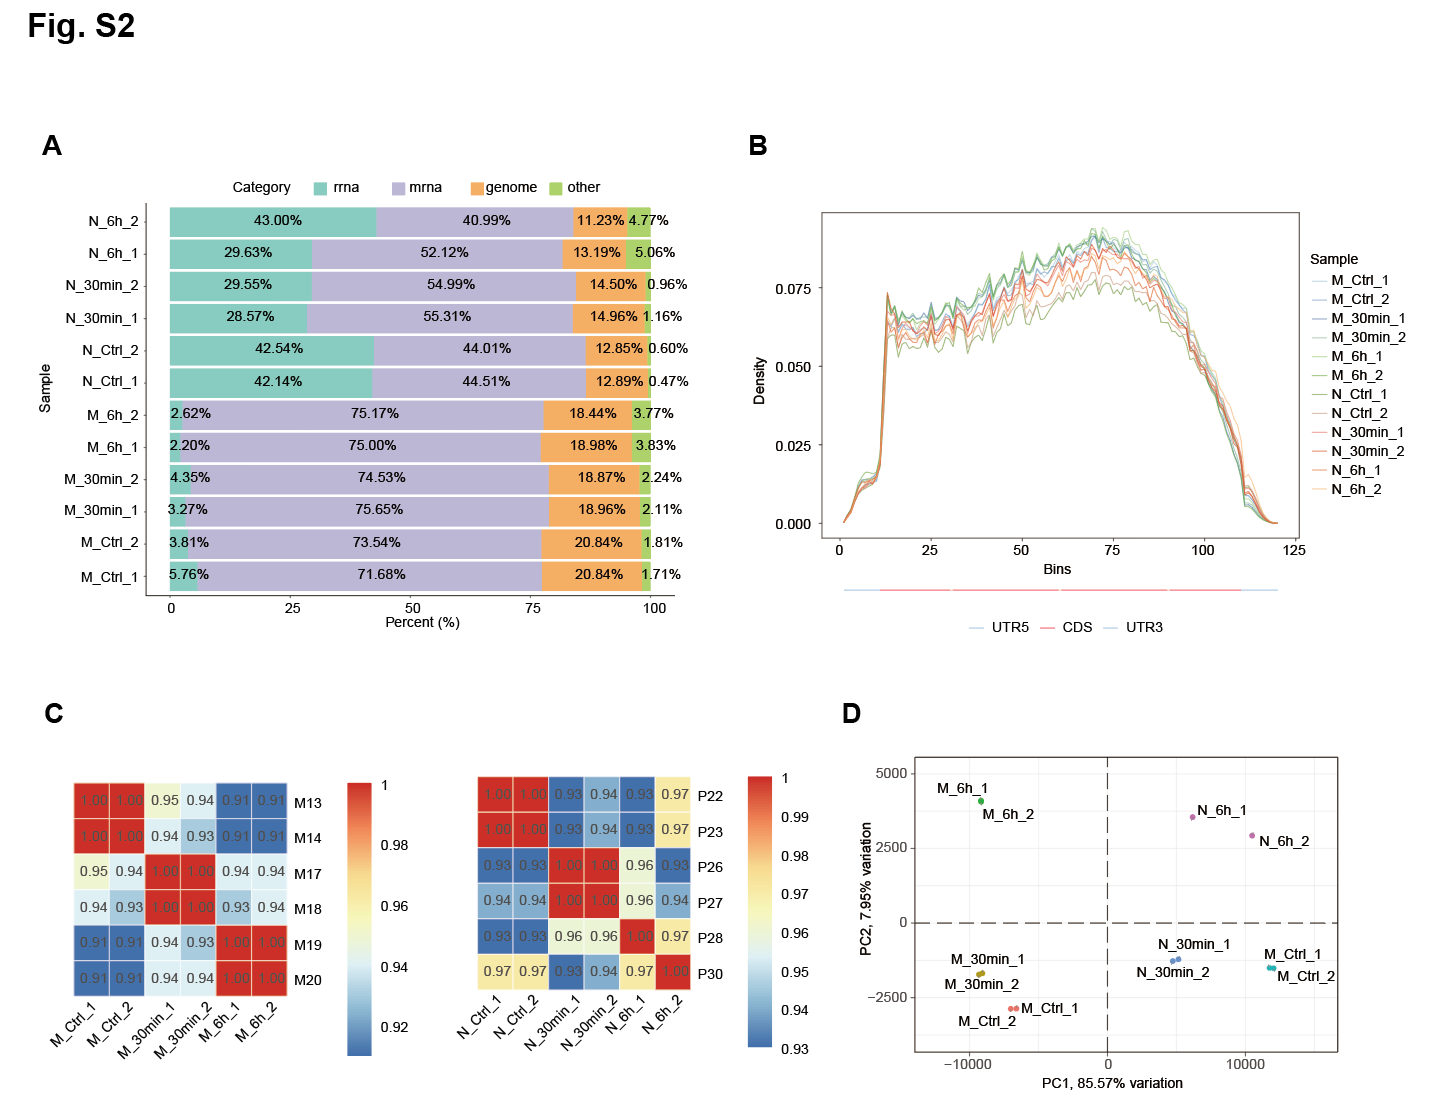 Fig. S2
A
Category rrna mrna genome other
Sample
N_6h_2 43.00% 40.99% 11.23% 4.77%
N_6h_1 29.63% 52.12% 13.19% 5.06%
N_30min_2 29.55% 54.99% 14.50% 0.96%
N_30min_1 28.57% 55.31% 14.96% 1.16%
N_Ctrl_2 42.54% 44.01% 12.85% 0.60%
N_Ctrl_1 42.14% 44.51% 12.89% 0.47%
M_6h_2 2.62% 75.17% 18.44% 3.77%
M_6h_1 2.20% 75.00% 18.98% 3.83%
M_30min_2 4.35% 74.53% 18.87% 2.24%
M_30min_1 3.27% 75.65% 18.96% 2.11%
M_Ctrl_2 3.81% 73.54% 20.84% 1.81%
M_Ctrl_1 5.76% 71.68% 20.84% 1.71%
0 25 50 75 100
Percent (%)
B
Density
0.075
0.050
0.025
0.000
0 25 50 75 100 125
Bins
UTR5 CDS UTR3
Sample
M_Ctrl_1
M_Ctrl_2
M_30min_1
M_30min_2
M_6h_1
M_6h_2
N_Ctrl_1
N_Ctrl_2
N_30min_1
N_30min_2
N_6h_1
N_6h_2
C
1.00 1.00 0.95 0.94 0.91 0.91 M13
1.00 1.00 0.94 0.93 0.91 0.91 M14
0.95 0.94 1.00 1.00 0.94 0.94 M17
0.94 0.93 1.00 1.00 0.93 0.94 M18
0.91 0.91 0.94 0.93 1.00 1.00 M19
0.91 0.91 0.94 0.94 1.00 1.00 M20
M_Ctrl_1 M_Ctrl_2 M_30min_1 M_30min_2 M_6h_1 M_6h_2
1
0.98
0.96
0.94
0.92
1.00 1.00 0.93 0.94 0.93 0.97 P22
1.00 1.00 0.93 0.94 0.93 0.97 P23
0.93 0.93 1.00 1.00 0.96 0.93 P26
0.94 0.94 1.00 1.00 0.96 0.94 P27
0.93 0.93 0.96 0.96 1.00 0.97 P28
0.97 0.97 0.93 0.94 0.97 1.00 P30
N_Ctrl_1 N_Ctrl_2 N_30min_1 N_30min_2 N_6h_1 N_6h_2
1
0.99
0.98
0.97
0.96
0.95
0.94
0.93
D
PC2, 7.95% variation
5000
2500
0
−2500
M_6h_1
M_6h_2
N_6h_1
N_6h_2
N_30min_1
N_30min_2
M_Ctrl_1
M_Ctrl_2
M_30min_1
M_30min_2
M_Ctrl_1
M_Ctrl_2
−10000 0 10000
PC1, 85.57% variation